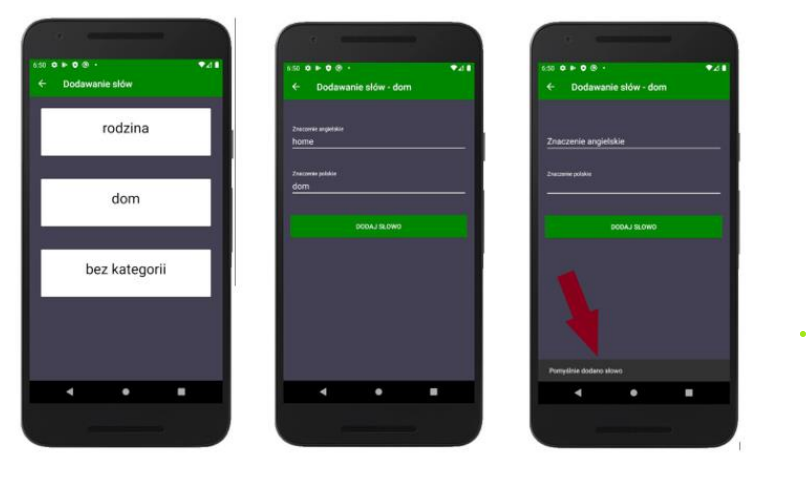 6:50
Dodawanie słów
rodzina
dom
bez kategorii
6:50
Dodawanie słów - dom
Znaczenie angielskie
home
Znaczenie polskie
dom
DODAJ SŁOWO
6:50
Dodawanie słów - dom
Znaczenie angielskie
Znaczenie polskie
DODAJ SŁOWO
Pomyślnie dodano słowo